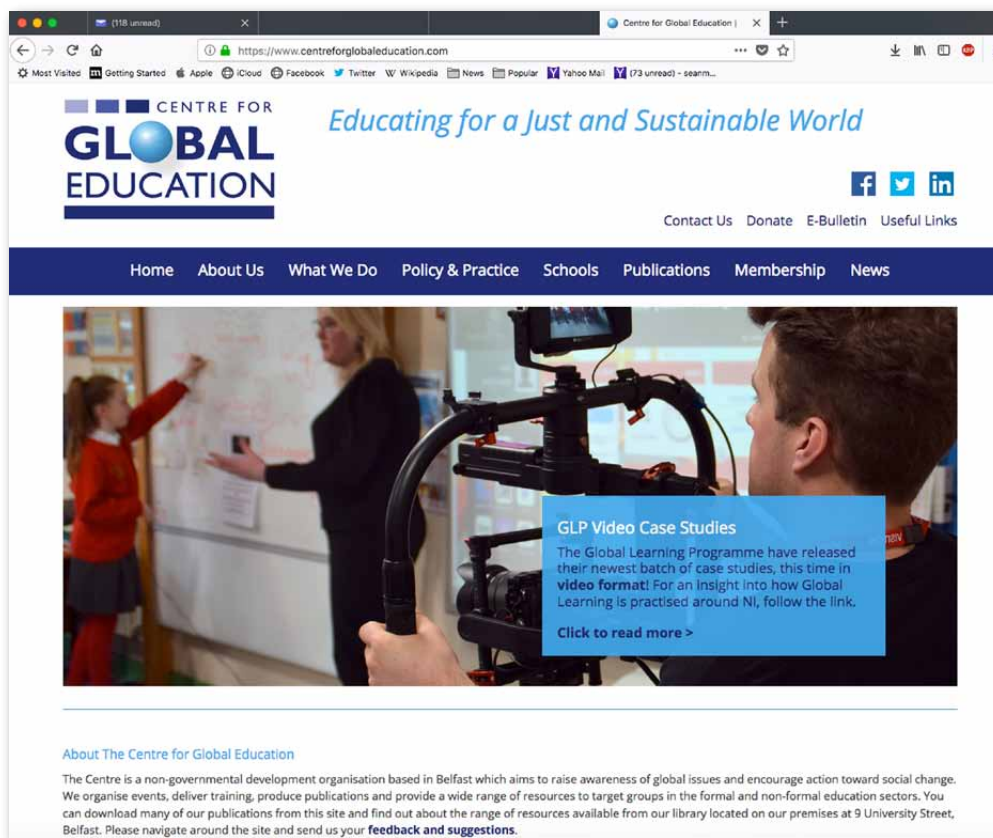 (118 unread)
Centre for Global Education |
https://www.centreforglobaleducation.com
Most Visited Getting Started Apple iCloud Facebook Twitter Wikipedia News Popular Yahoo Mail (73 unread) - seanm...
CENTRE FOR
GLOBAL
EDUCATION
Educating for a Just and Sustainable World
Contact Us Donate E-Bulletin Useful Links
Home About Us What We Do Policy & Practice Schools Publications Membership News
GLP Video Case Studies
The Global Learning Programme have released
their newest batch of case studies, this time in
video format! For an insight into how Global
Learning is practised around NI, follow the link.
Click to read more >
About The Centre for Global Education
The Centre is a non-governmental development organisation based in Belfast which aims to raise awareness of global issues and encourage action toward social change.
We organise events, deliver training, produce publications and provide a wide range of resources to target groups in the formal and non-formal education sectors. You
can download many of our publications from this site and find out about the range of resources available from our library located on our premises at 9 University Street,
Belfast. Please navigate around the site and send us your feedback and suggestions.